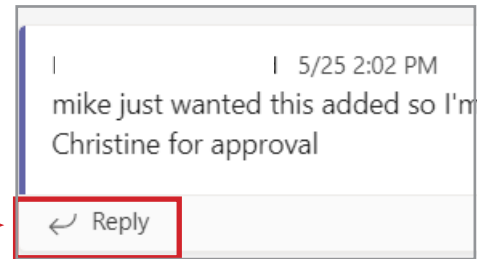 5/25 2:02 PM
mike just wanted this added so I'm
Christine for approval
Reply